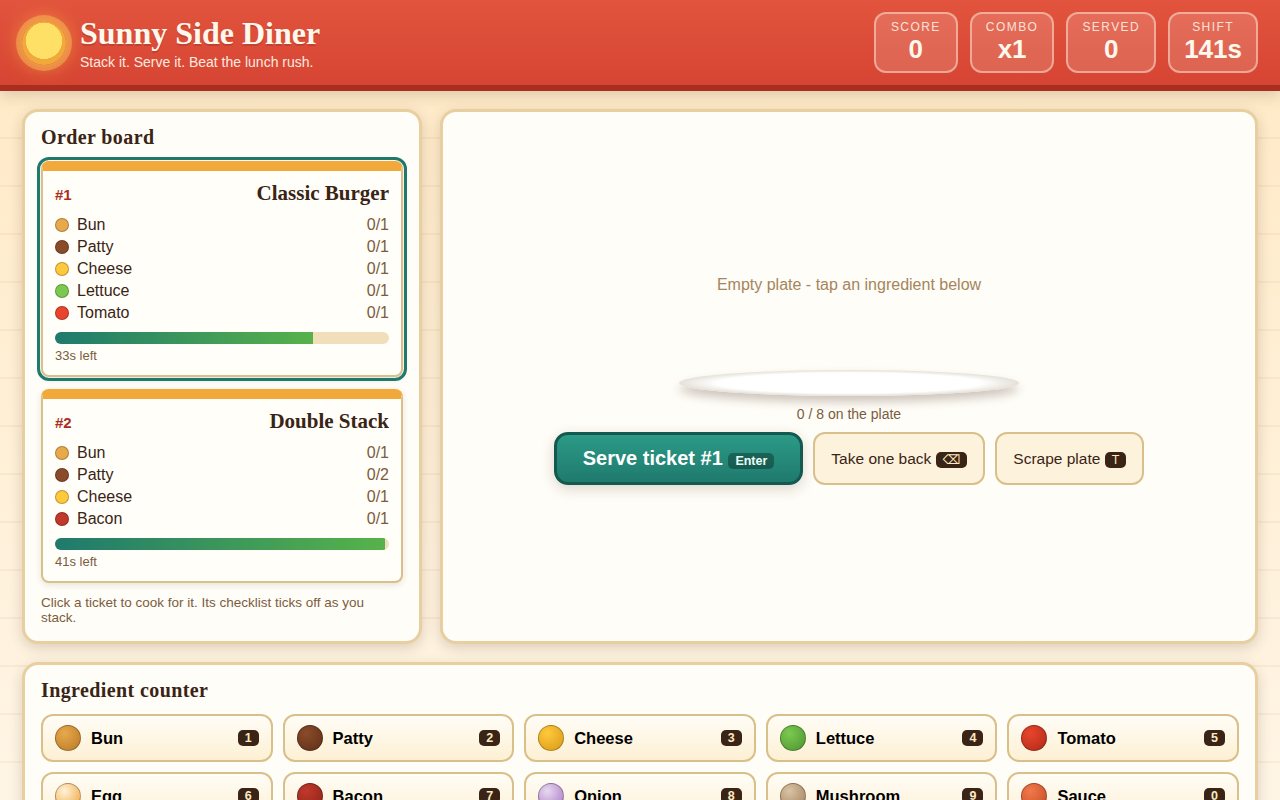 Sunny Side Diner
Stack it. Serve it. Beat the lunch rush.
SCORE
0
COMBO
x1
SERVED
0
SHIFT
141s
Order board
#1 Classic Burger
Bun 0/1
Patty 0/1
Cheese 0/1
Lettuce 0/1
Tomato 0/1
33s left
#2 Double Stack
Bun 0/1
Patty 0/2
Cheese 0/1
Bacon 0/1
41s left
Click a ticket to cook for it. Its checklist ticks off as you
stack.
Empty plate - tap an ingredient below
0 / 8 on the plate
Serve ticket #1 Enter
Take one back ⌫
Scrape plate T
Ingredient counter
Bun 1
Patty 2
Cheese 3
Lettuce 4
Tomato 5
Egg 6
Bacon 7
Onion 8
Mushroom 9
Sauce 0